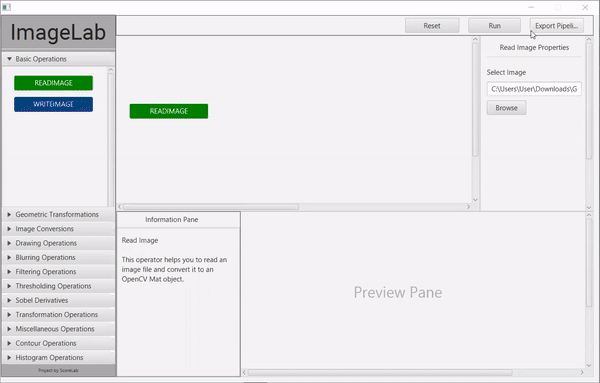 ImageLab
Reset
Run
Export Pipeli...
Basic Operations
READIMAGE
WRITEIMAGE
READIMAGE
Read Image Properties
Select Image
C:\Users\User\Downloads\G
Browse
Geometric Transformations
Image Conversions
Drawing Operations
Blurring Operations
Filtering Operations
Thresholding Operations
Sobel Derivatives
Transformation Operations
Miscellaneous Operations
Contour Operations
Histogram Operations
Project by ScoreLab
Information Pane
Read Image
This operator helps you to read an
image file and convert it to an
OpenCV Mat object.
Preview Pane